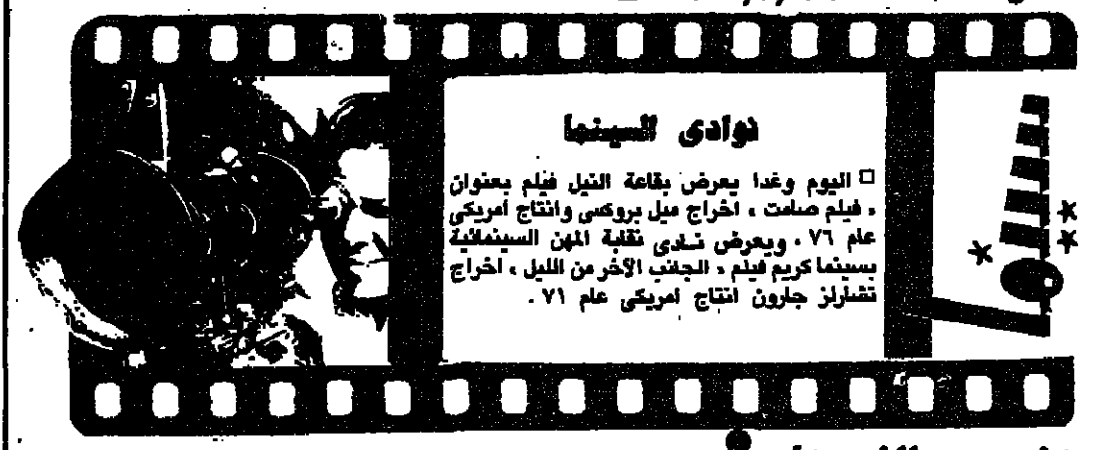 نوادى السينما
□ اليوم وغدا يعرض بقاعة النيل فيلم بعنوان
« فيلم صامت » اخراج ميل بروكس وانتاج أمريكى
عام ٧٦ . ويعرض نادى نقابة المهن السينمائية
بسينما كريم فيلم « الجانب الآخر من الليل » اخراج
تشارلز جارون انتاج امريكى عام ٧١ .